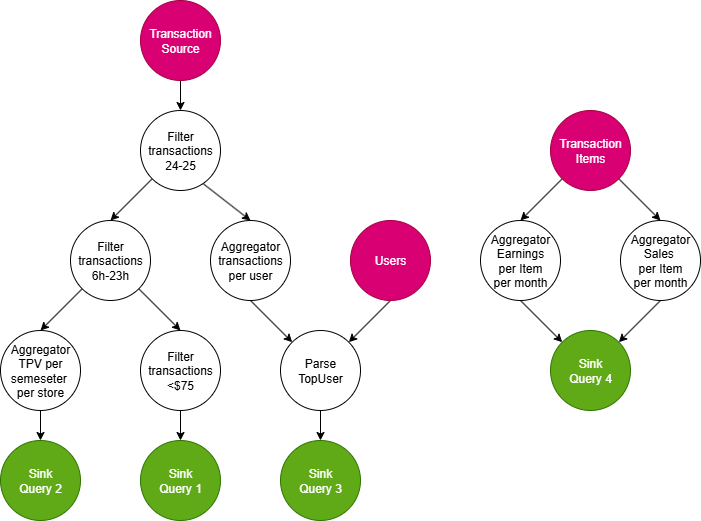 Transaction
Source
Filter
transactions
24-25
Transaction
Items
Filter
transactions
6h-23h
Aggregator
transactions
per user
Users
Aggregator
Earnings
per Item
per month
Aggregator
Sales
per Item
per month
Aggregator
TPV per
semeseter
per store
Filter
transactions
<$75
Parse
TopUser
Sink
Query 4
Sink
Query 2
Sink
Query 1
Sink
Query 3